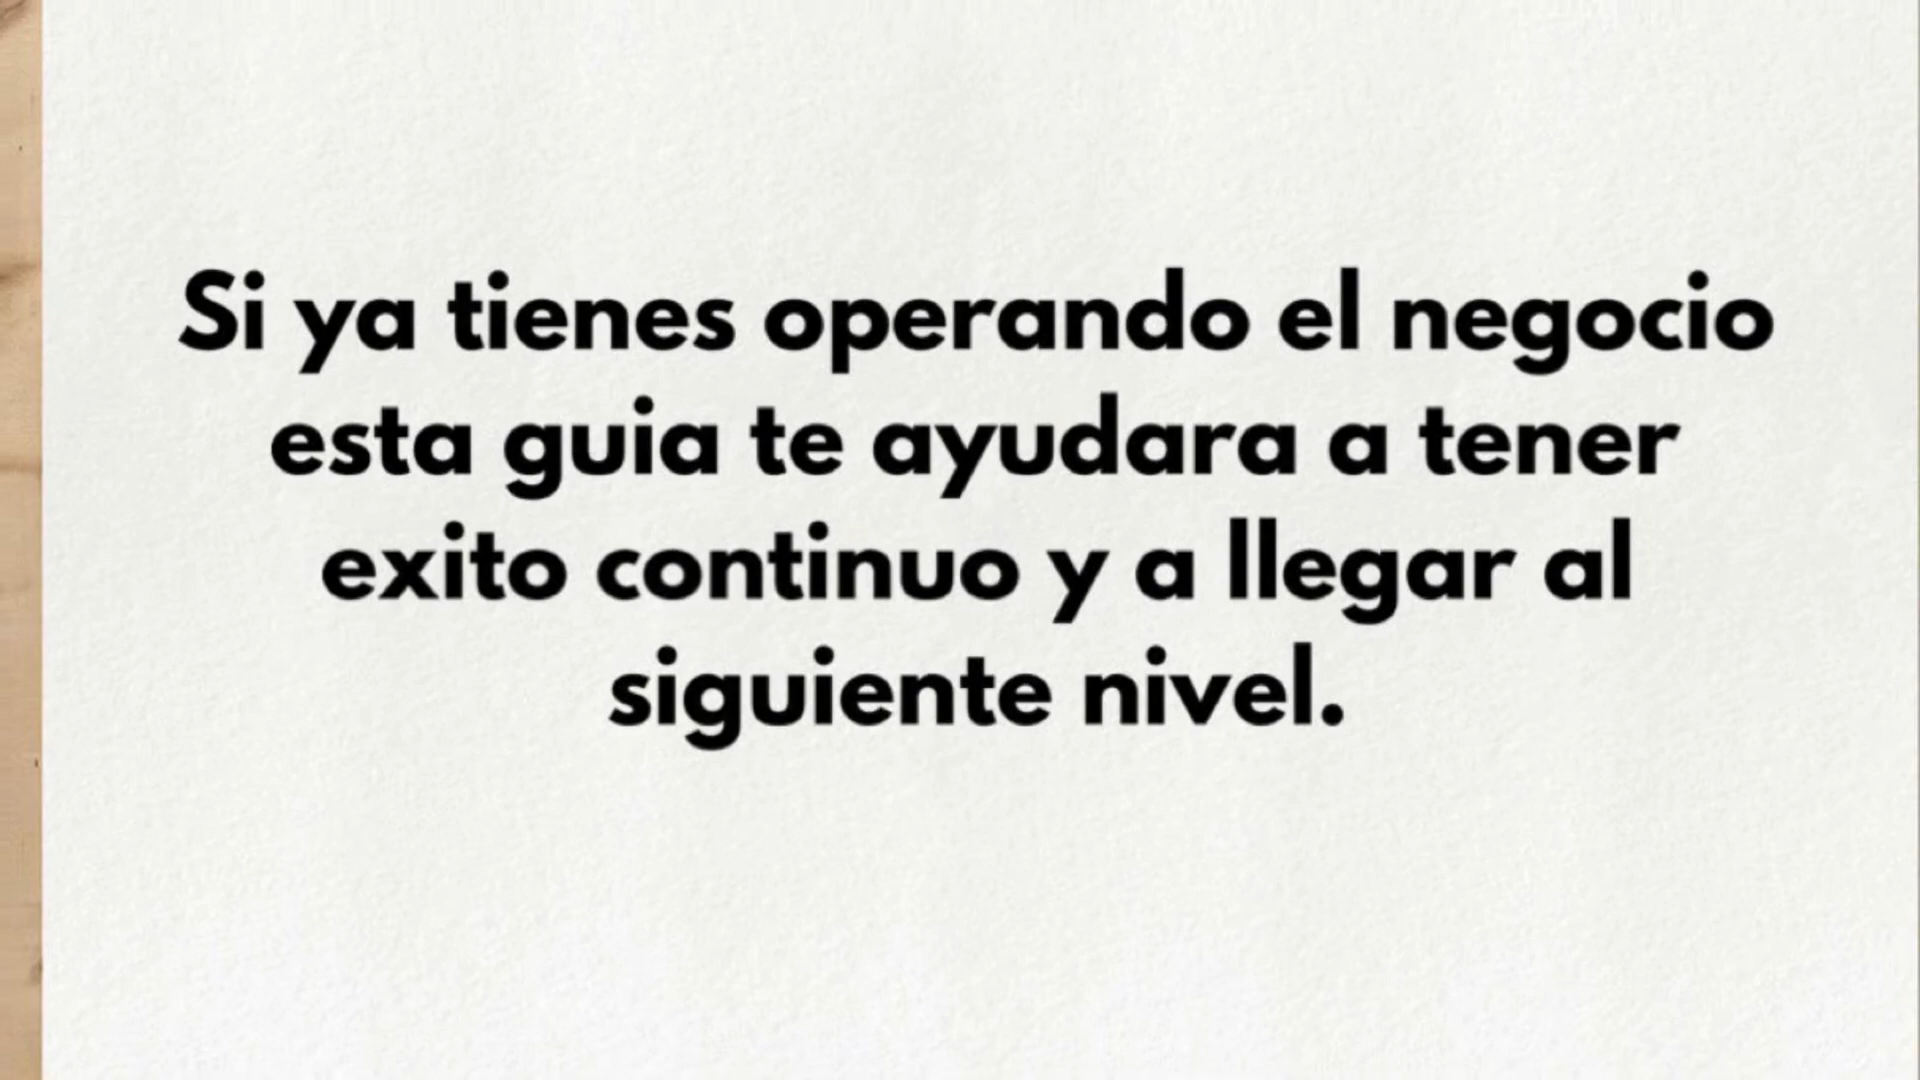 Si ya tienes operando el negocio
esta guia te ayudara a tener
exito continuo y a llegar al
siguiente nivel.